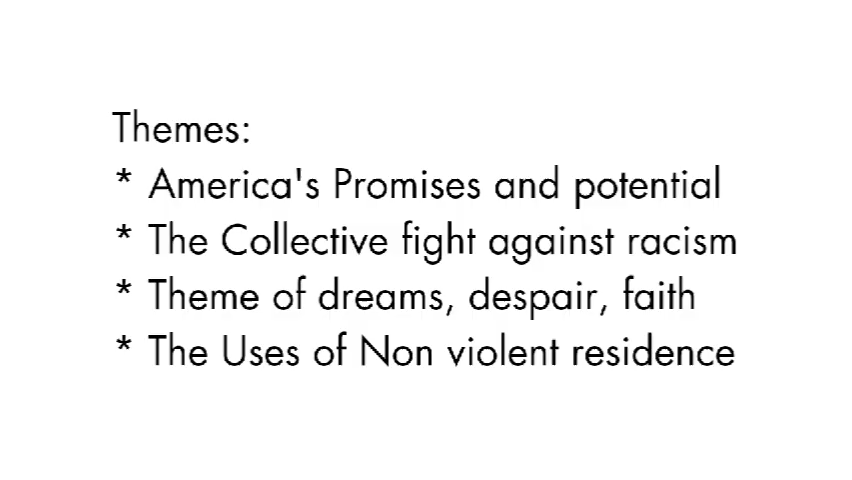 Themes:
* America's Promises and potential
* The Collective fight against racism
* Theme of dreams, despair, faith
* The Uses of Non violent residence